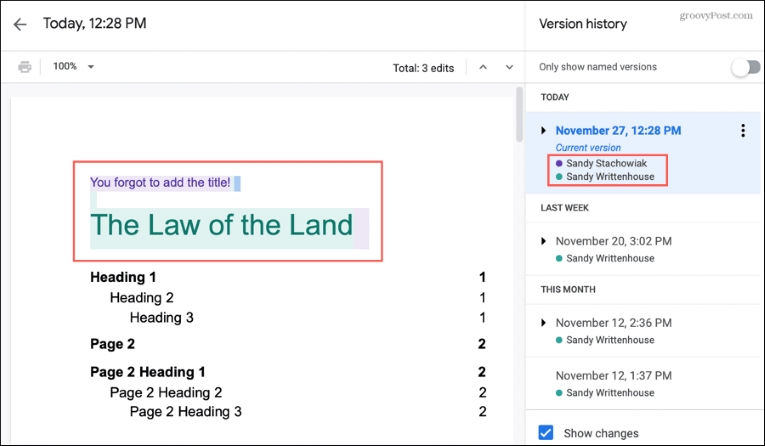 Today, 12:28 PM
100%
Total: 3 edits
You forgot to add the title!
The Law of the Land
Heading 1 1
Heading 2 1
Heading 3 1
Page 2 2
Page 2 Heading 1 2
Page 2 Heading 2 2
Page 2 Heading 3 2
groovyPost.com
Version history
Only show named versions
TODAY
November 27, 12:28 PM
Current version
Sandy Stachowiak
Sandy Writtenhouse
LAST WEEK
November 20, 3:02 PM
Sandy Writtenhouse
THIS MONTH
November 12, 2:36 PM
Sandy Writtenhouse
November 12, 1:37 PM
Sandy Writtenhouse
Show changes